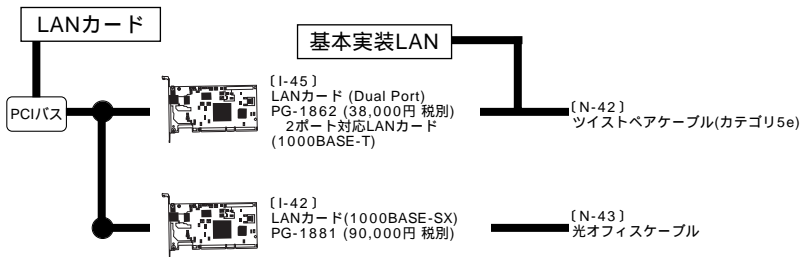 LANカード
基本実装LAN
PCIバス
〔I-45〕
LANカード (Dual Port)
PG-1862 (38,000円 税別)
2ポート対応LANカード
(1000BASE-T)
〔N-42〕
ツイストペアケーブル(カテゴリ5e)
〔I-42〕
LANカード(1000BASE-SX)
PG-1881 (90,000円 税別)
〔N-43〕
光オフィスケーブル